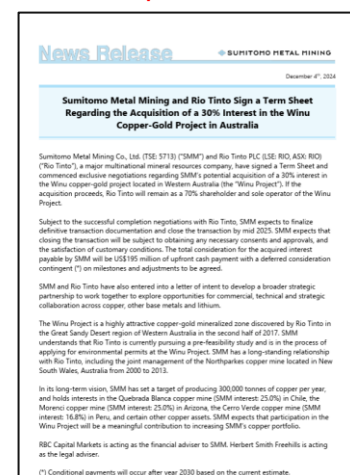 News Release
SUMITOMO METAL MINING
December 4th, 2024
Sumitomo Metal Mining and Rio Tinto Sign a Term Sheet
Regarding the Acquisition of a 30% Interest in the Winu
Copper-Gold Project in Australia
Sumitomo Metal Mining Co., Ltd. (TSE: 5713) ("SMM") and Rio Tinto PLC (LSE: RIO, ASX: RIO)
("Rio Tinto"), a major multinational mineral resources company, have signed a Term Sheet and
commenced exclusive negotiations regarding SMM's potential acquisition of a 30% interest in
the Winu copper-gold project located in Western Australia (the "Winu Project"). If the
acquisition proceeds, Rio Tinto will remain as a 70% shareholder and sole operator of the Winu
Project.
Subject to the successful completion negotiations with Rio Tinto, SMM expects to finalize
definitive transaction documentation and close the transaction by mid 2025. SMM expects that
closing the transaction will be subject to obtaining any necessary consents and approvals, and
the satisfaction of customary conditions. The total consideration for the acquired interest
payable by SMM will be US$195 million of upfront cash payment with a deferred consideration
contingent (*) on milestones and adjustments to be agreed.
SMM and Rio Tinto have also entered into a letter of intent to develop a broader strategic
partnership to work together to explore opportunities for commercial, technical and strategic
collaboration across copper, other base metals and lithium.
The Winu Project is a highly attractive copper-gold mineralized zone discovered by Rio Tinto in
the Great Sandy Desert region of Western Australia in the second half of 2017. SMM
understands that Rio Tinto is currently pursuing a pre-feasibility study and is in the process of
applying for environmental permits at the Winu Project. SMM has a long-standing relationship
with Rio Tinto, including the joint management of the Northparkes copper mine located in New
South Wales, Australia from 2000 to 2013.
In its long-term vision, SMM has set a target of producing 300,000 tonnes of copper per year,
and holds interests in the Quebrada Blanca copper mine (SMM interest: 25.0%) in Chile, the
Morenci copper mine (SMM interest: 25.0%) in Arizona, the Cerro Verde copper mine (SMM
interest: 16.8%) in Peru, and certain other copper assets. SMM expects that participation in the
Winu Project will be a meaningful contribution to increasing SMM's copper portfolio.
RBC Capital Markets is acting as the financial adviser to SMM. Herbert Smith Freehills is acting
as the legal adviser.
(*) Conditional payments will occur after year 2030 based on the current estimate.